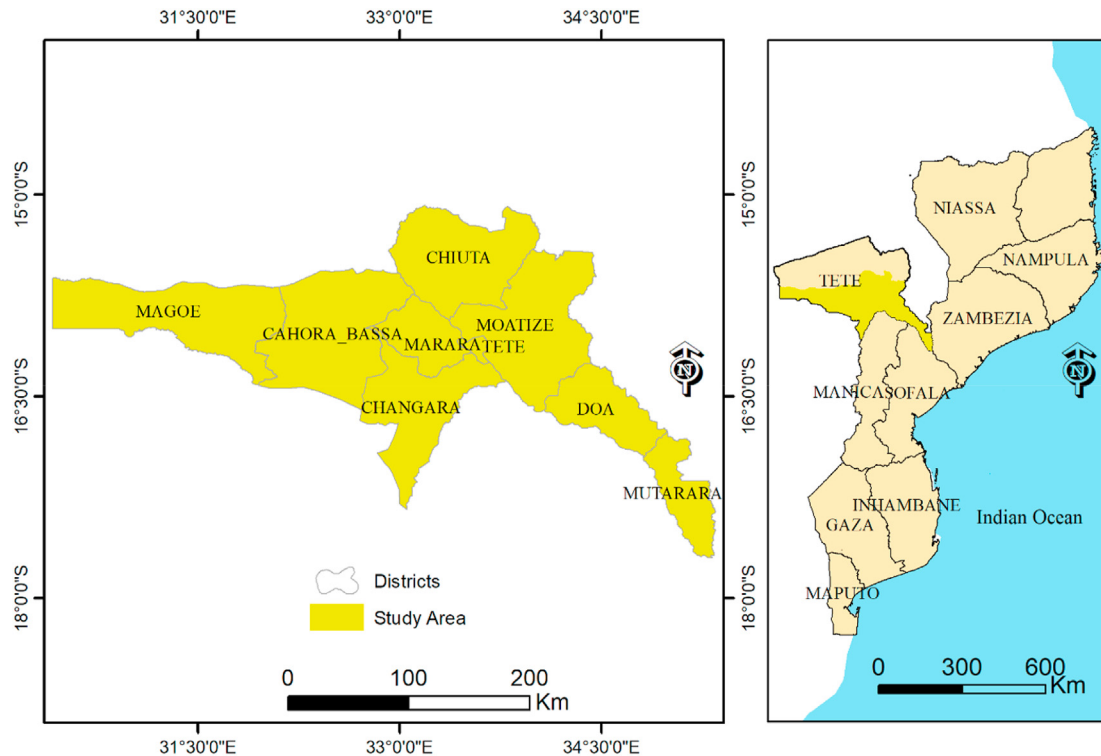 31°30'0"E 33°0'0"E 34°30'0"E
15°0'0"S
16°30'0"S
18°0'0"S
CHIUTA
MAGOE
MOATIZE
CAHORA_BASSA
MARARA TETE
CHANGARA
DOA
MUTARARA
N
Districts
Study Area
0 100 200
Km
31°30'0"E 33°0'0"E 34°30'0"E
15°0'0"S
16°30'0"S
18°0'0"S
NIASSA
NAMPULA
TETE
ZAMBEZIA
MANICA SOFALA
N
INHAMBANE
GAZA
Indian Ocean
MAPUTO
0 300 600
Km